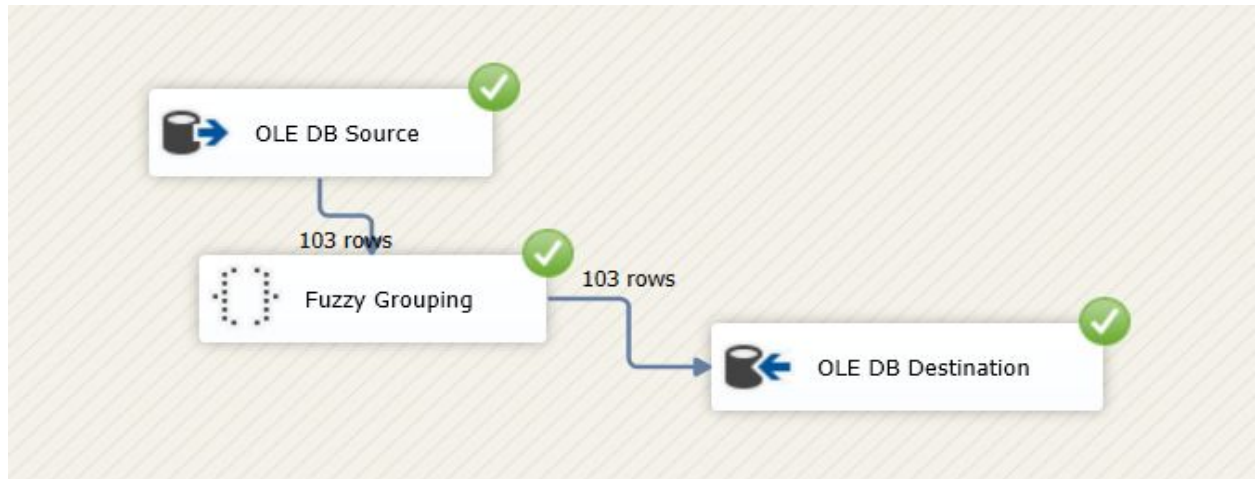 OLE DB Source
103 rows
Fuzzy Grouping
103 rows
OLE DB Destination